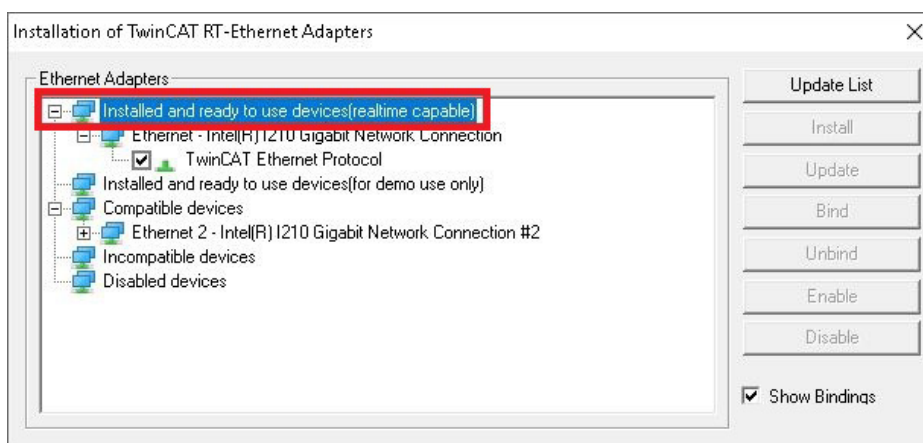 Installation of TwinCAT RT-Ethernet Adapters
Ethernet Adapters
Installed and ready to use devices(realtime capable)
Ethernet - Intel(R) I210 Gigabit Network Connection
TwinCAT Ethernet Protocol
Installed and ready to use devices(for demo use only)
Compatible devices
Ethernet 2 - Intel(R) I210 Gigabit Network Connection #2
Incompatible devices
Disabled devices
Update List
Install
Update
Bind
Unbind
Enable
Disable
Show Bindings